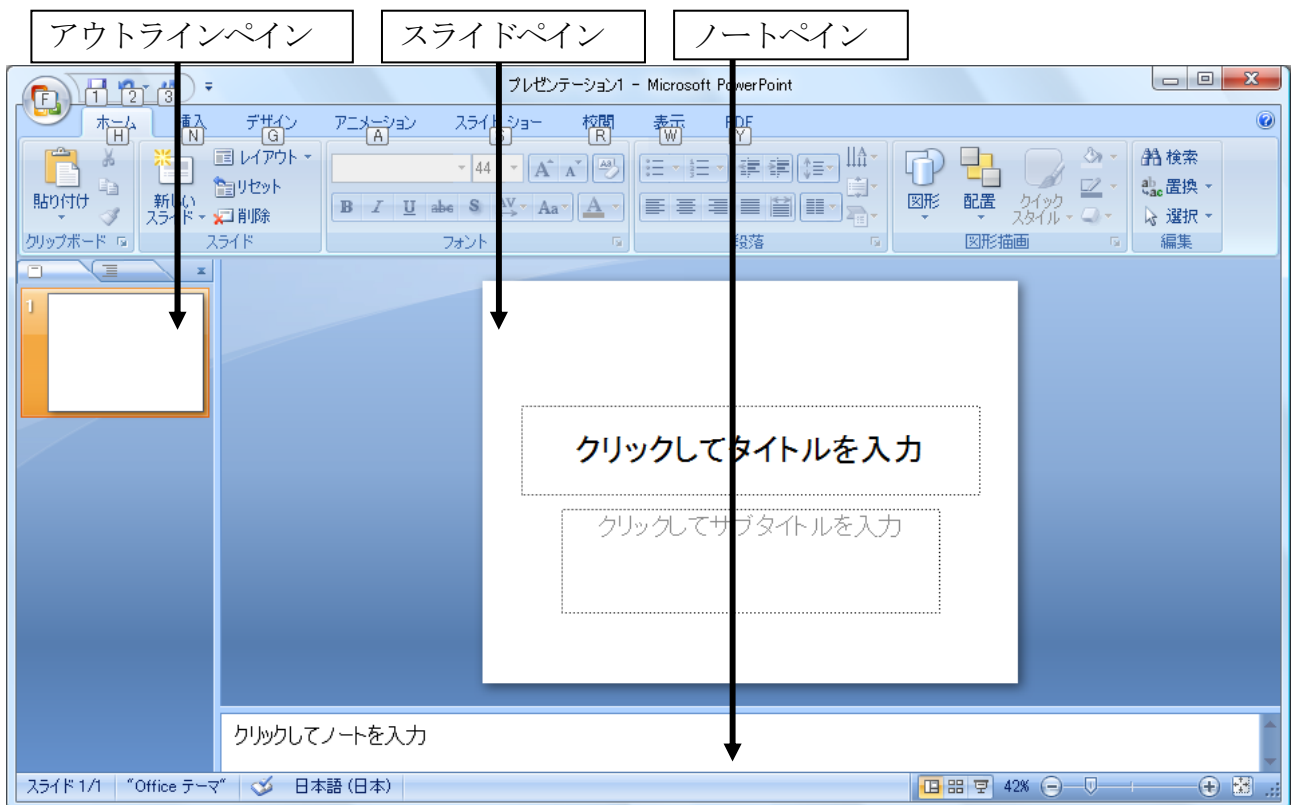 アウトラインペイン スライドペイン ノートペイン
プレゼンテーション1 - Microsoft PowerPoint
F 1 2 3
ホーム 挿入 デザイン アニメーション スライド ショー 校閲 表示 PDF
H N G A S R W Y
貼り付け 新しいスライド レイアウト リセット 削除
44
B I U abe S AV Aa A
図形 配置 クイックスタイル
検索
置換
選択
クリップボード スライド フォント 段落 図形描画 編集
1
クリックしてタイトルを入力
クリックしてサブタイトルを入力
クリックしてノートを入力
スライド 1/1 "Office テーマ" 日本語 (日本) 42%